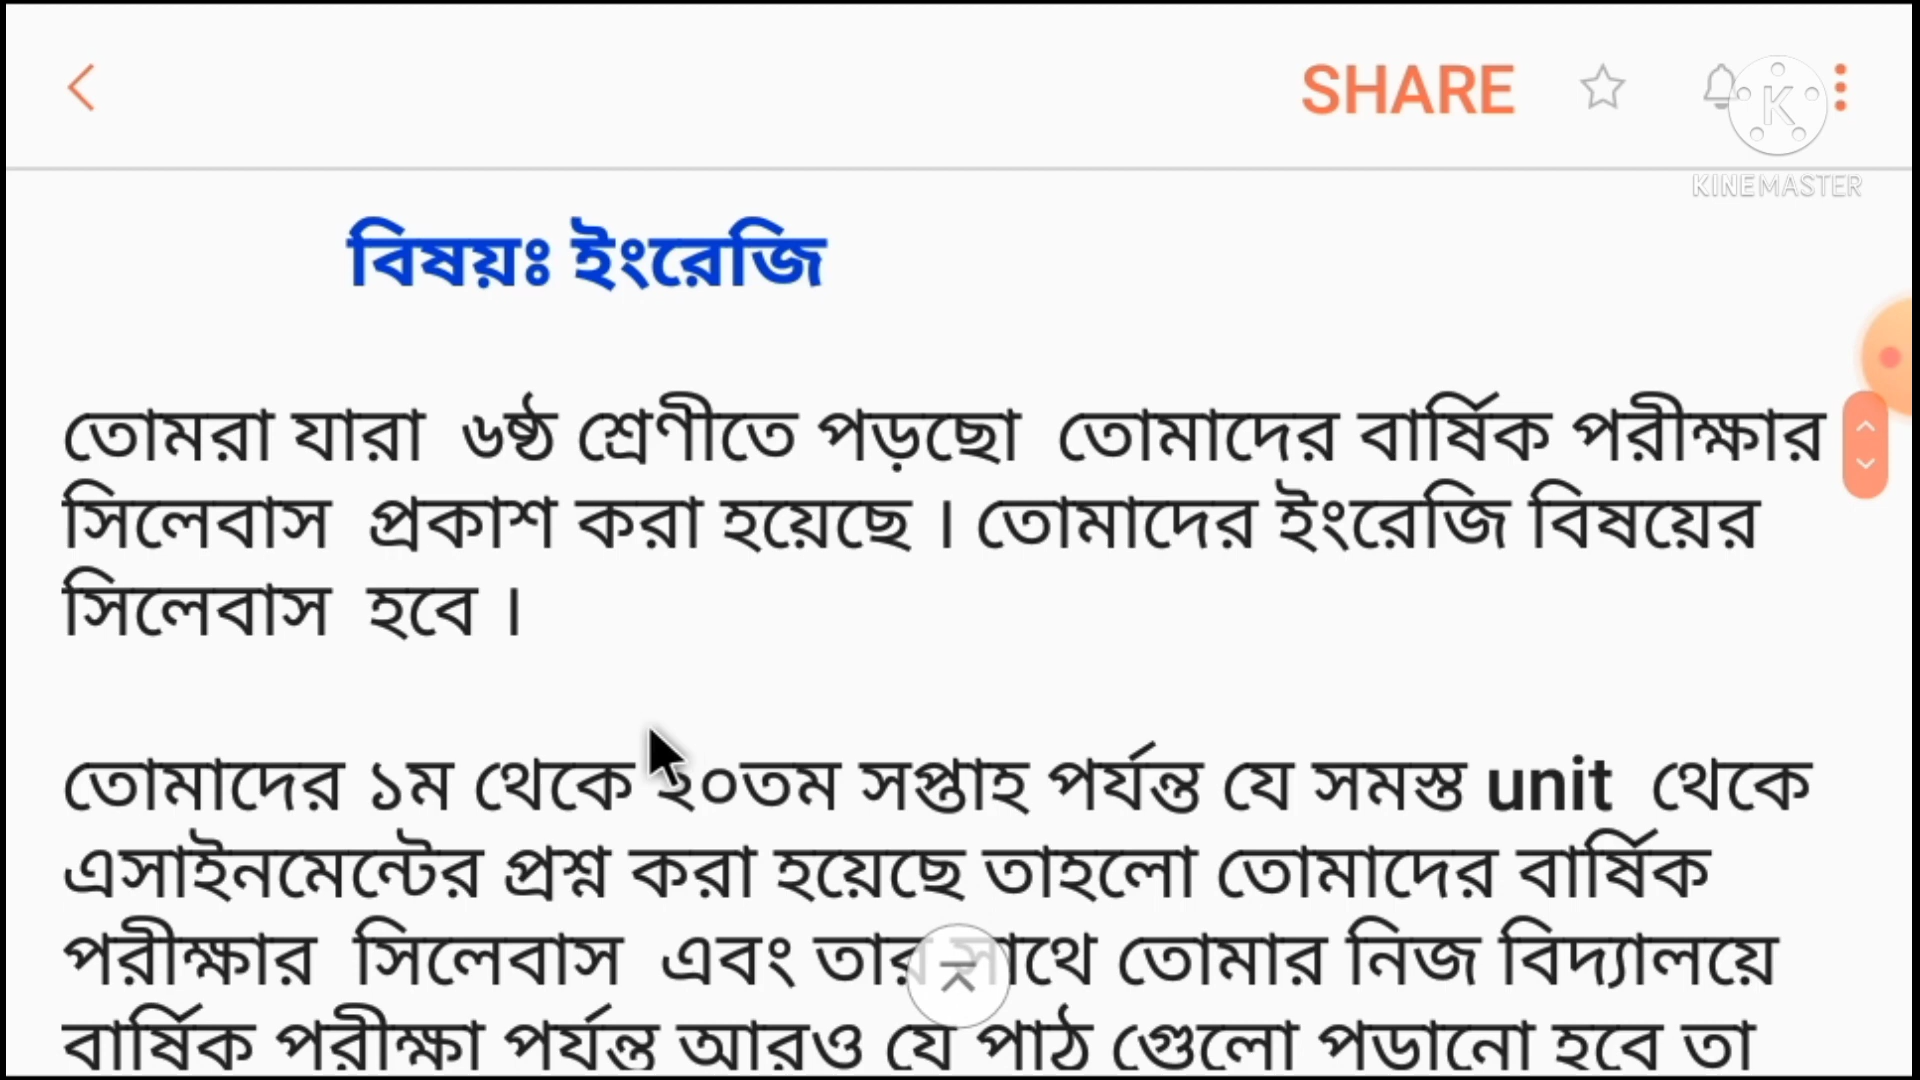 SHARE
KINEMASTER
বিষয়ঃ ইংরেজি
তোমরা যারা ৬ষ্ঠ শ্রেণীতে পড়ছো তোমাদের বার্ষিক পরীক্ষার
সিলেবাস প্রকাশ করা হয়েছে । তোমাদের ইংরেজি বিষয়ের
সিলেবাস হবে ।
তোমাদের ১ম থেকে ২০তম সপ্তাহ পর্যন্ত যে সমস্ত unit থেকে
এসাইনমেন্টের প্রশ্ন করা হয়েছে তাহলো তোমাদের বার্ষিক
পরীক্ষার সিলেবাস এবং তার সাথে তোমার নিজ বিদ্যালয়ে
বার্ষিক পরীক্ষা পর্যন্ত আরও যে পাঠ গুেলো পড়ানো হবে তা